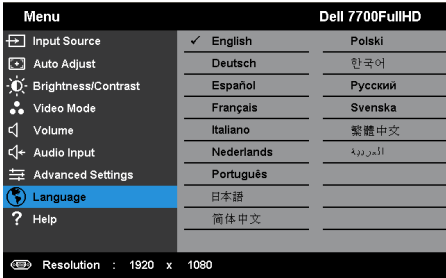 Menu Dell 7700FullHD
Input Source
Auto Adjust
Brightness/Contrast
Video Mode
Volume
Audio Input
Advanced Settings
Language
? Help
✓ English
Deutsch
Español
Français
Italiano
Nederlands
Português
日本語
简体中文
Polski
한국어
Русский
Svenska
繁體中文
Resolution : 1920 x 1080